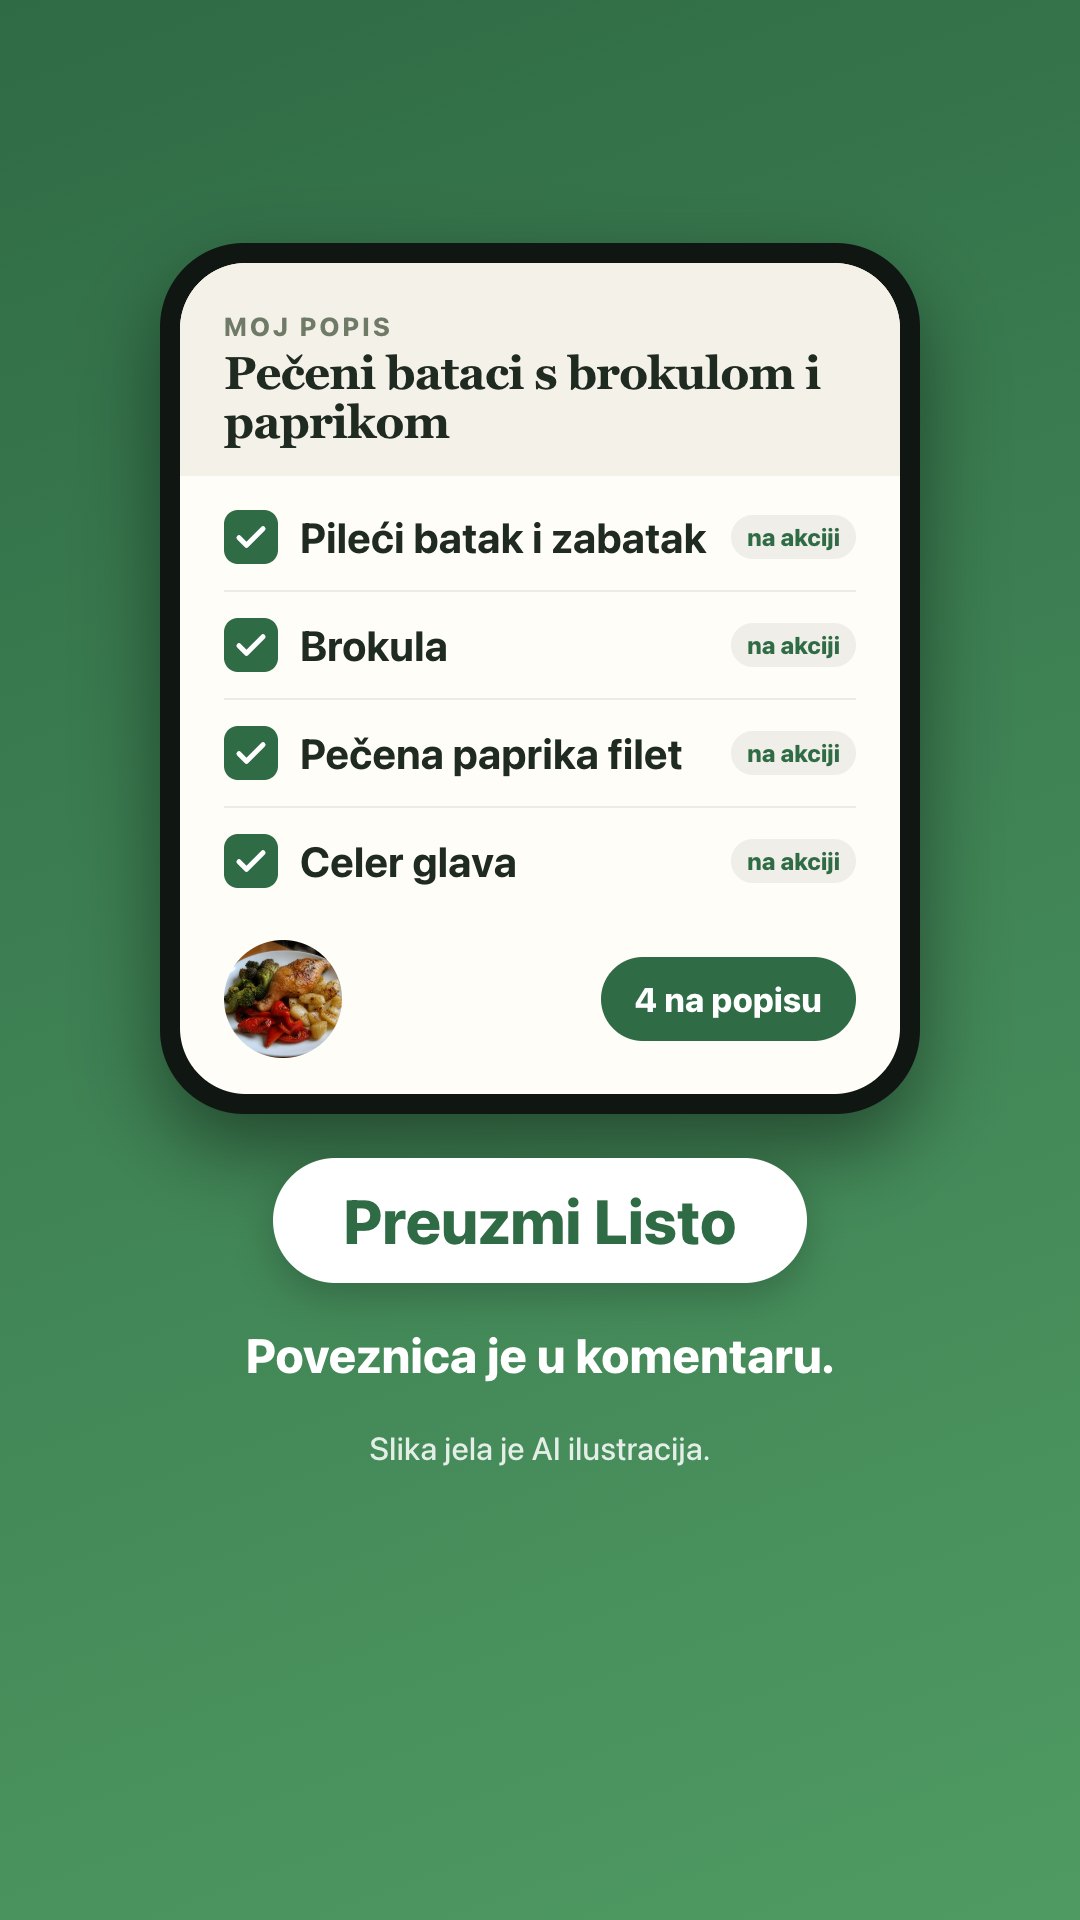 MOJ POPIS
Pečeni bataci s brokulom i
paprikom
Pileći batak i zabatak na akciji
Brokula na akciji
Pečena paprika filet na akciji
Celer glava na akciji
4 na popisu
Preuzmi Listo
Poveznica je u komentaru.
Slika jela je AI ilustracija.